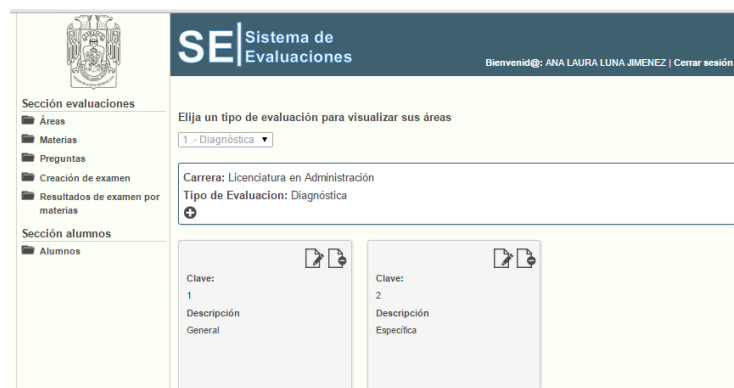 SE Sistema de
Evaluaciones
Bienvenid@: ANA LAURA LUNA JIMENEZ | Cerrar sesión
Sección evaluaciones
Áreas
Materias
Preguntas
Creación de examen
Resultados de examen por
materias
Sección alumnos
Alumnos
Elija un tipo de evaluación para visualizar sus áreas
1 .- Diagnóstica
Carrera: Licenciatura en Administración
Tipo de Evaluacion: Diagnóstica
Clave:
1
Descripción
General
Clave:
2
Descripción
Específica